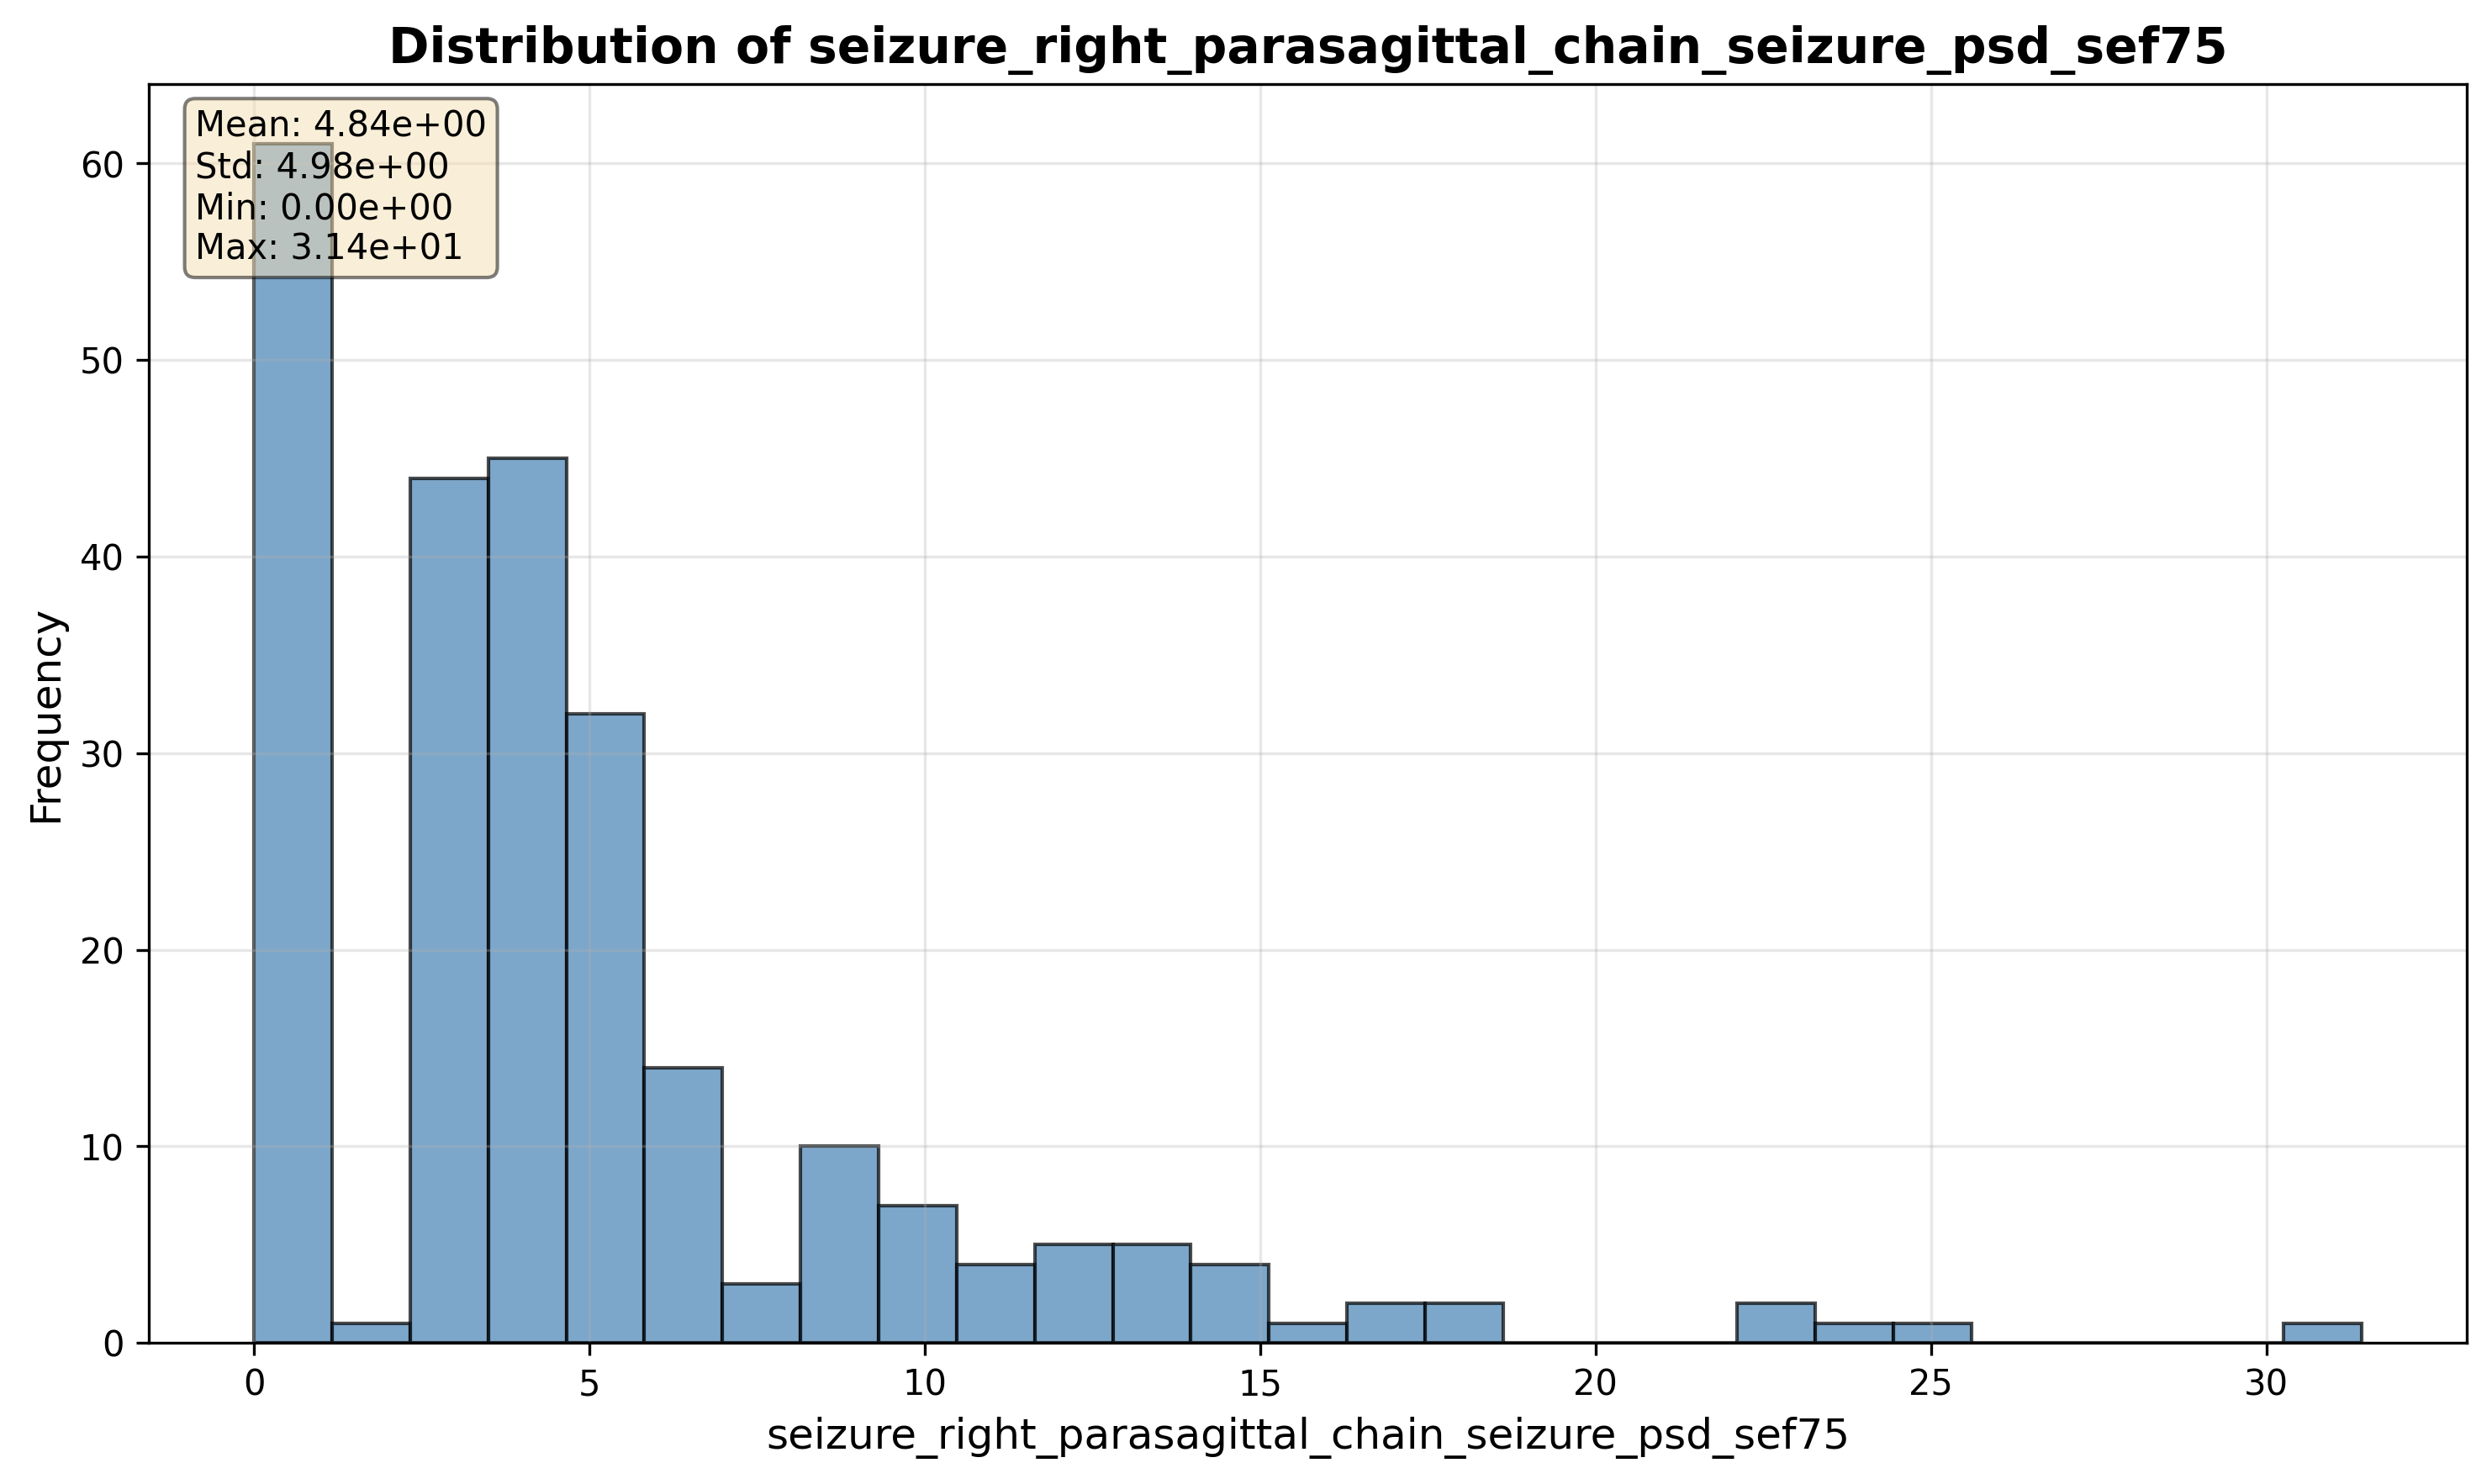 Distribution of seizure_right_parasagittal_chain_seizure_psd_sef75
Mean: 4.84e+00
Std: 4.98e+00
Min: 0.00e+00
Max: 3.14e+01
Frequency
60
50
40
30
20
10
0
0 5 10 15 20 25 30
seizure_right_parasagittal_chain_seizure_psd_sef75